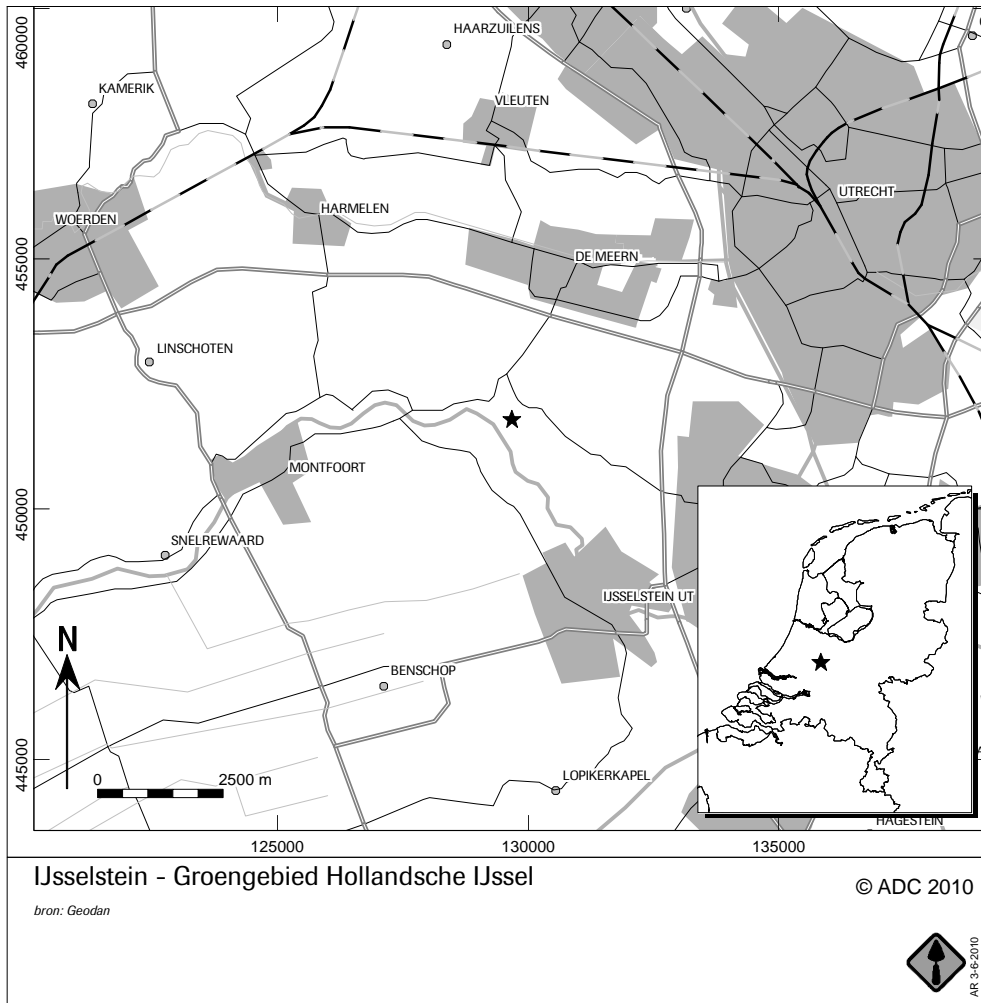 460000
455000
450000
445000
HAARZUILENS
KAMERIK
VLEUTEN
UTRECHT
HARMELEN
WOERDEN
DE MEERN
LINSCHOTEN
MONTFOORT
SNELREWAARD
IJSSELSTEIN UT
N
BENSCHOP
LOPIKERKAPEL
0 2500 m
HAGESTEIN
125000 130000 135000
IJsselstein - Groengebied Hollandsche IJssel
© ADC 2010
bron: Geodan
AR 3-6-2010